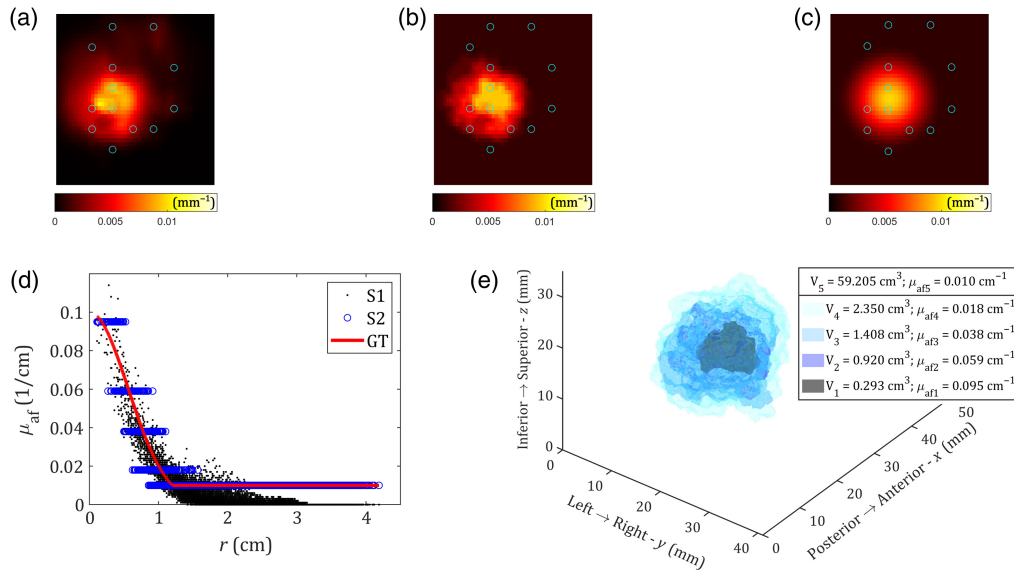 (a)
(mm⁻¹)
0 0.005 0.01
(b)
(mm⁻¹)
0 0.005 0.01
(c)
(mm⁻¹)
0 0.005 0.01
(d)
S1
S2
GT
μaf (1/cm)
0.1
0.08
0.06
0.04
0.02
0
0 1 2 3 4
r (cm)
(e)
V5 = 59.205 cm³; μaf5 = 0.010 cm⁻¹
V4 = 2.350 cm³; μaf4 = 0.018 cm⁻¹
V3 = 1.408 cm³; μaf3 = 0.038 cm⁻¹
V2 = 0.920 cm³; μaf2 = 0.059 cm⁻¹
V1 = 0.293 cm³; μaf1 = 0.095 cm⁻¹
Inferior → Superior - z (mm)
30
20
10
0
0 10 20 30 40
Left → Right - y (mm)
0 10 20 30 40 50
Posterior → Anterior - x (mm)